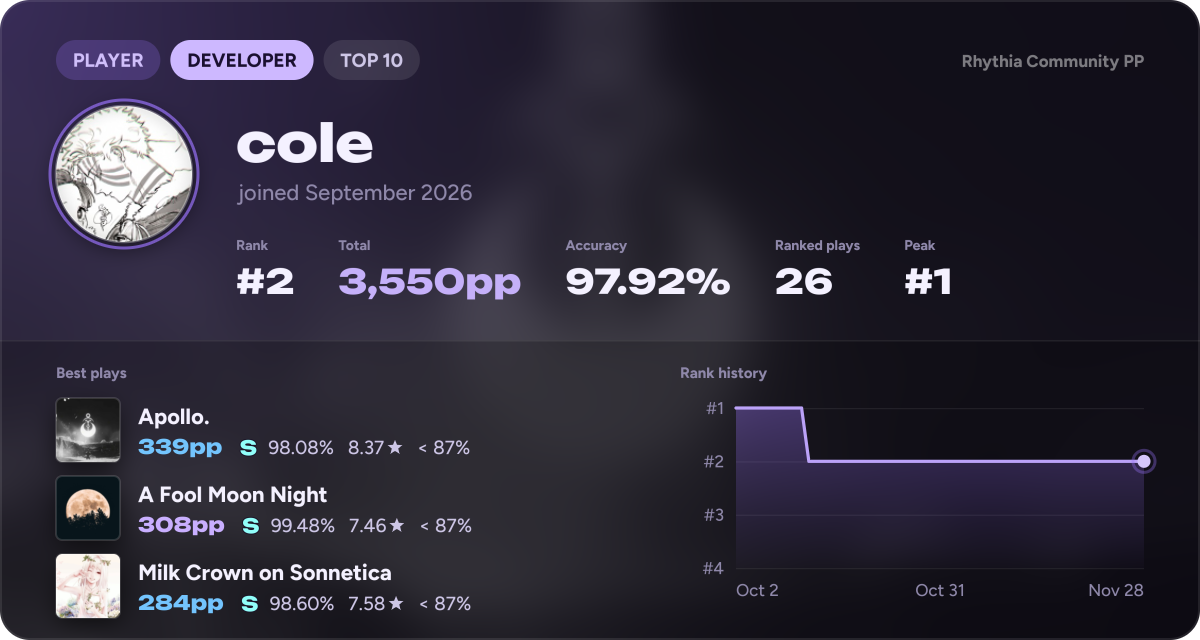 PLAYER DEVELOPER TOP 10 Rhythia Community PP
cole
joined September 2026
Rank Total Accuracy Ranked plays Peak
#2 3,550pp 97.92% 26 #1
Best plays
Apollo.
339pp S 98.08% 8.37★ < 87%
A Fool Moon Night
308pp S 99.48% 7.46★ < 87%
Milk Crown on Sonnetica
284pp S 98.60% 7.58★ < 87%
Rank history
#1
#2
#3
#4
Oct 2 Oct 31 Nov 28